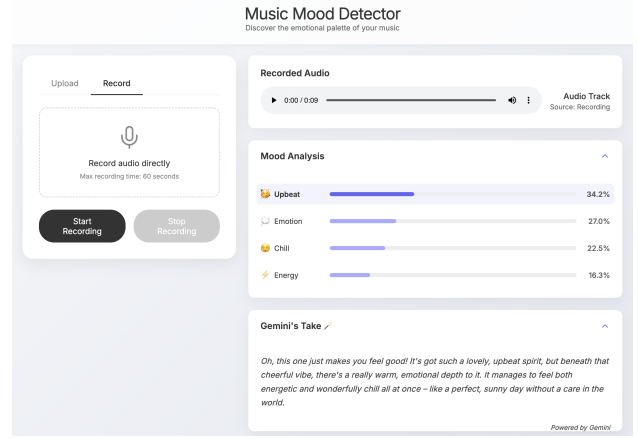 Music Mood Detector
Discover the emotional palette of your music
Upload
Record
Record audio directly
Max recording time: 60 seconds
Start
Recording
Stop
Recording
Recorded Audio
0:00 / 0:09
Audio Track
Source: Recording
Mood Analysis
Upbeat 34.2%
Emotion 27.0%
Chill 22.5%
Energy 16.3%
Gemini's Take
Oh, this one just makes you feel good! It's got such a lovely, upbeat spirit, but beneath that
cheerful vibe, there's a really warm, emotional depth to it. It manages to feel both
energetic and wonderfully chill all at once – like a perfect, sunny day without a care in the
world.
Powered by Gemini